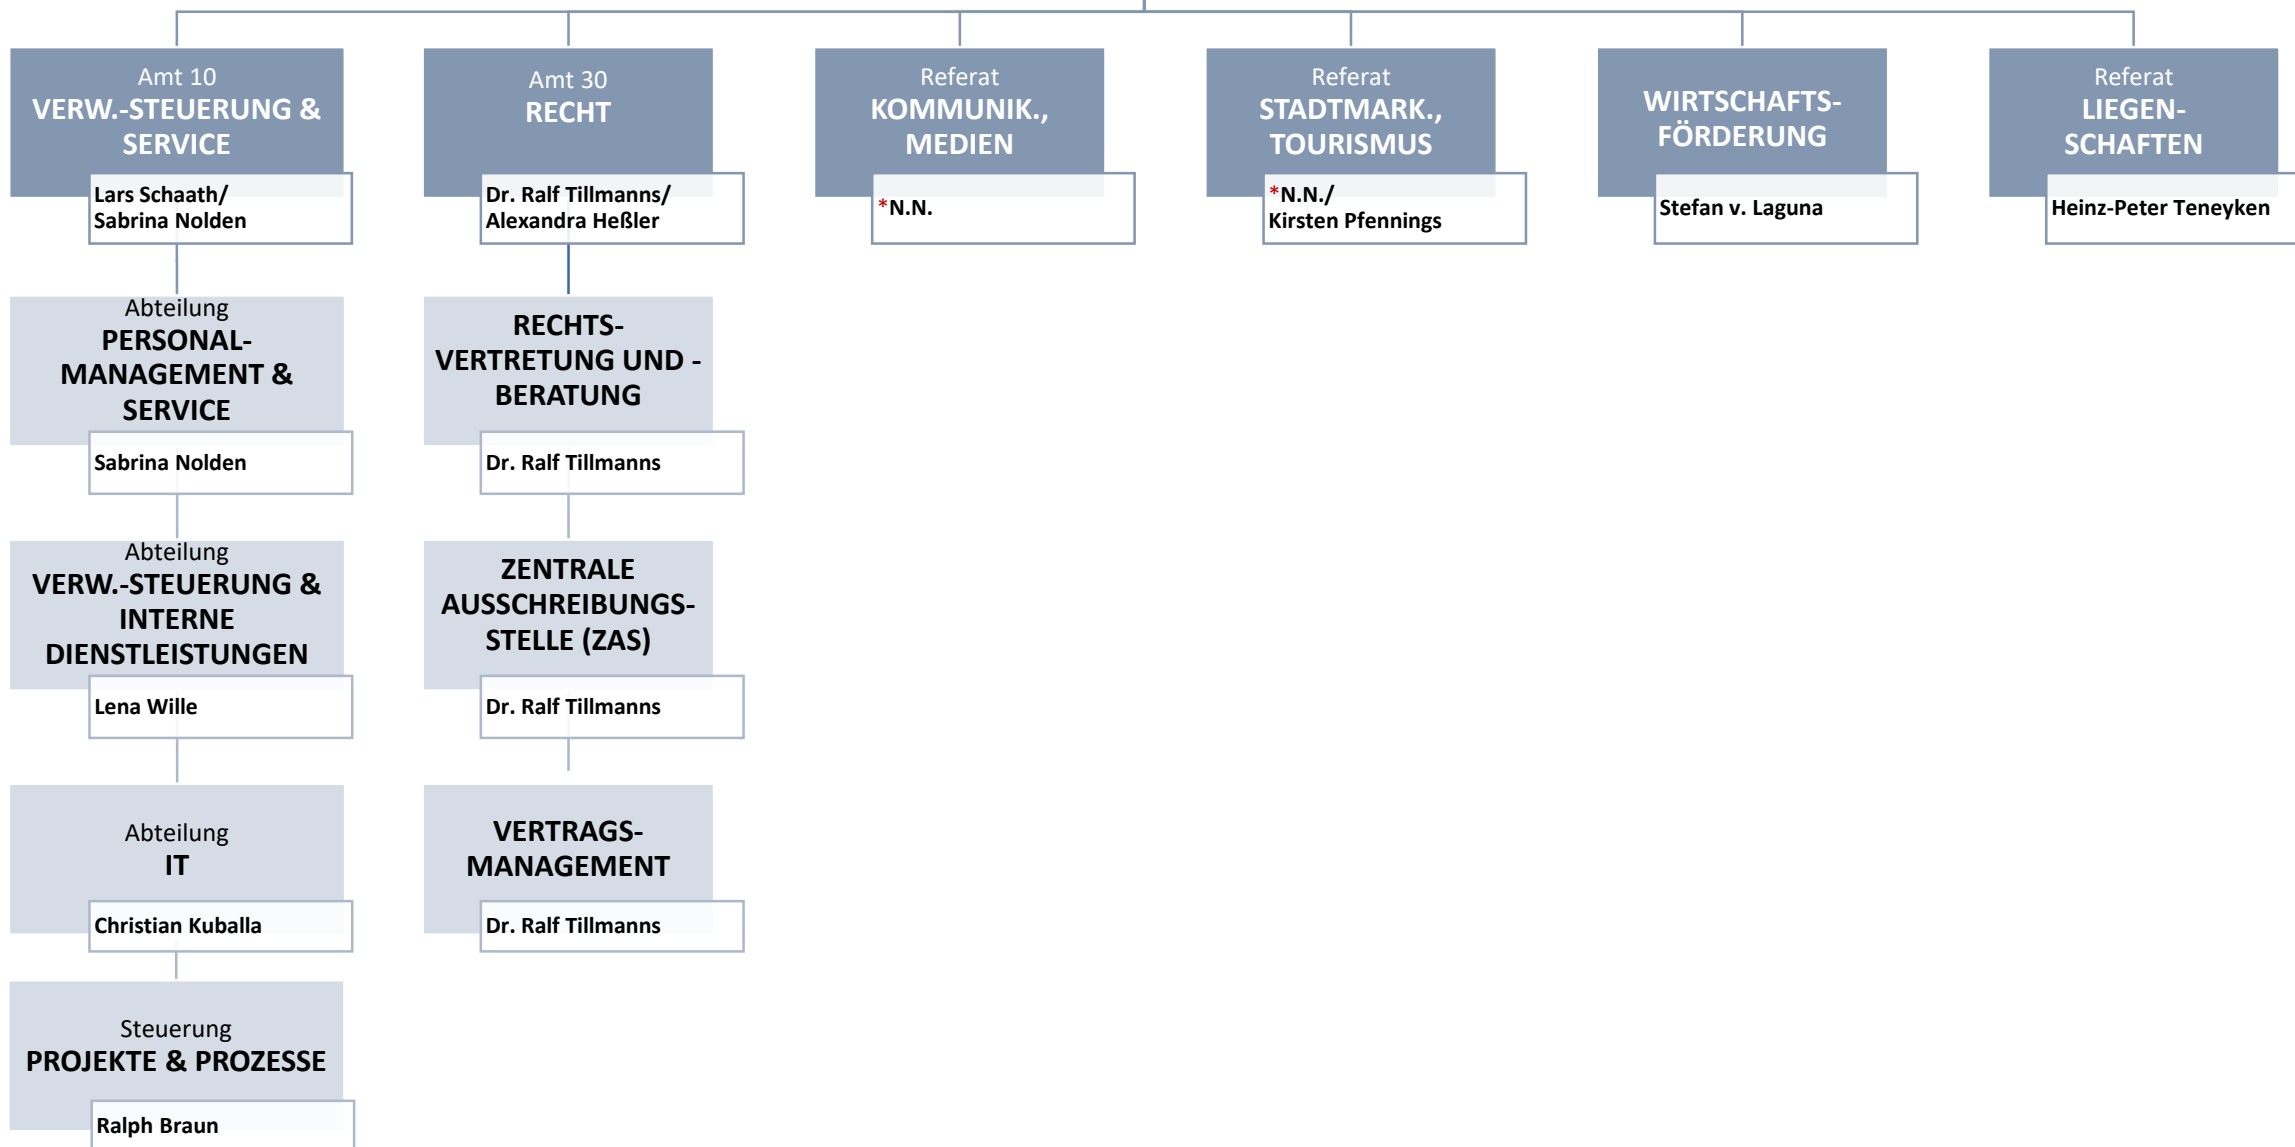 Amt 10
VERW.-STEUERUNG &
SERVICE
Lars Schaath/
Sabrina Nolden
Amt 30
RECHT
Dr. Ralf Tillmanns/
Alexandra Heßler
Referat
KOMMUNIK.,
MEDIEN
*N.N.
Referat
STADTMARK.,
TOURISMUS
*N.N./
Kirsten Pfennings
WIRTSCHAFTS-
FÖRDERUNG
Stefan v. Laguna
Referat
LIEGEN-
SCHAFTEN
Heinz-Peter Teneyken
Abteilung
PERSONAL-
MANAGEMENT &
SERVICE
Sabrina Nolden
Abteilung
VERW.-STEUERUNG &
INTERNE
DIENSTLEISTUNGEN
Lena Wille
Abteilung
IT
Christian Kuballa
Steuerung
PROJEKTE & PROZESSE
Ralph Braun
RECHTS-
VERTRETUNG UND -
BERATUNG
Dr. Ralf Tillmanns
ZENTRALE
AUSSCHREIBUNGS-
STELLE (ZAS)
Dr. Ralf Tillmanns
VERTRAGS-
MANAGEMENT
Dr. Ralf Tillmanns